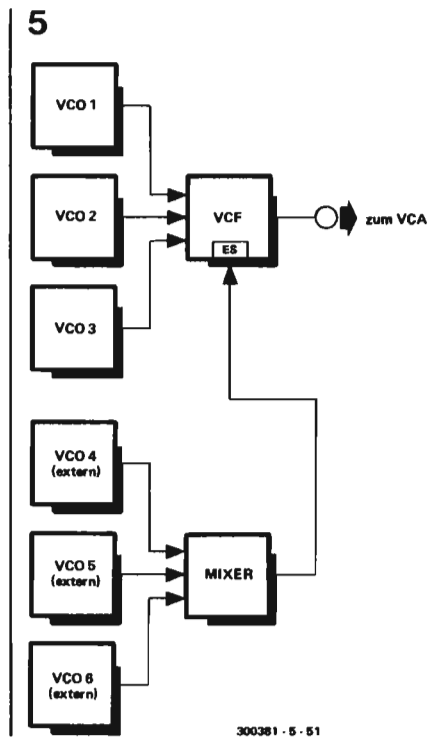 5
VCO 1
VCO 2
VCF
zum VCA
ES
VCO 3
VCO 4
(extern)
VCO 5
(extern)
MIXER
VCO 6
(extern)
300381 - 5 - 51